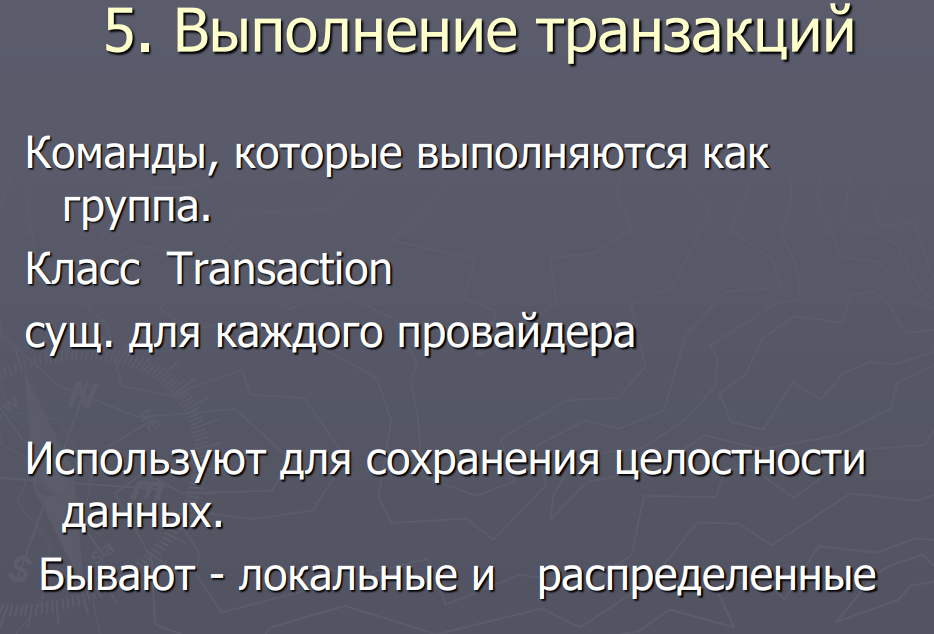 5. Выполнение транзакций
Команды, которые выполняются как
группа.
Класс Transaction
сущ. для каждого провайдера
Используют для сохранения целостности
данных.
Бывают - локальные и распределенные
N
S